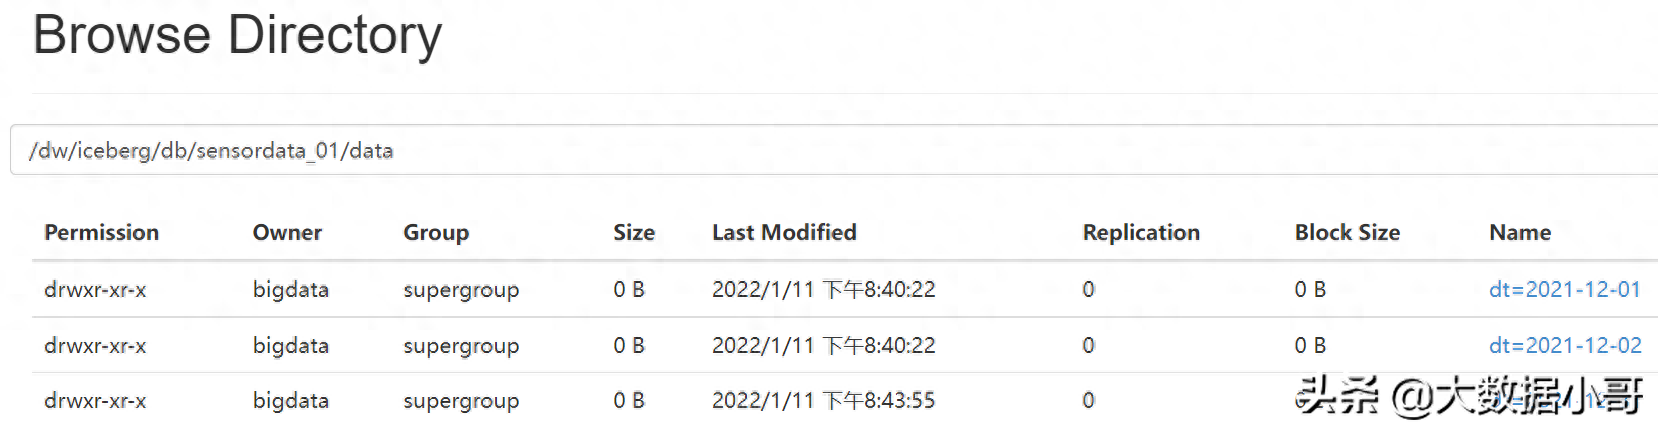 Browse Directory
/dw/iceberg/db/sensordata_01/data
Permission Owner Group Size Last Modified Replication Block Size Name
drwxr-xr-x bigdata supergroup 0 B 2022/1/11 下午8:40:22 0 0 B dt=2021-12-01
drwxr-xr-x bigdata supergroup 0 B 2022/1/11 下午8:40:22 0 0 B dt=2021-12-02
drwxr-xr-x bigdata supergroup 0 B 2022/1/11 下午8:43:55 0
头条 @大数据小哥